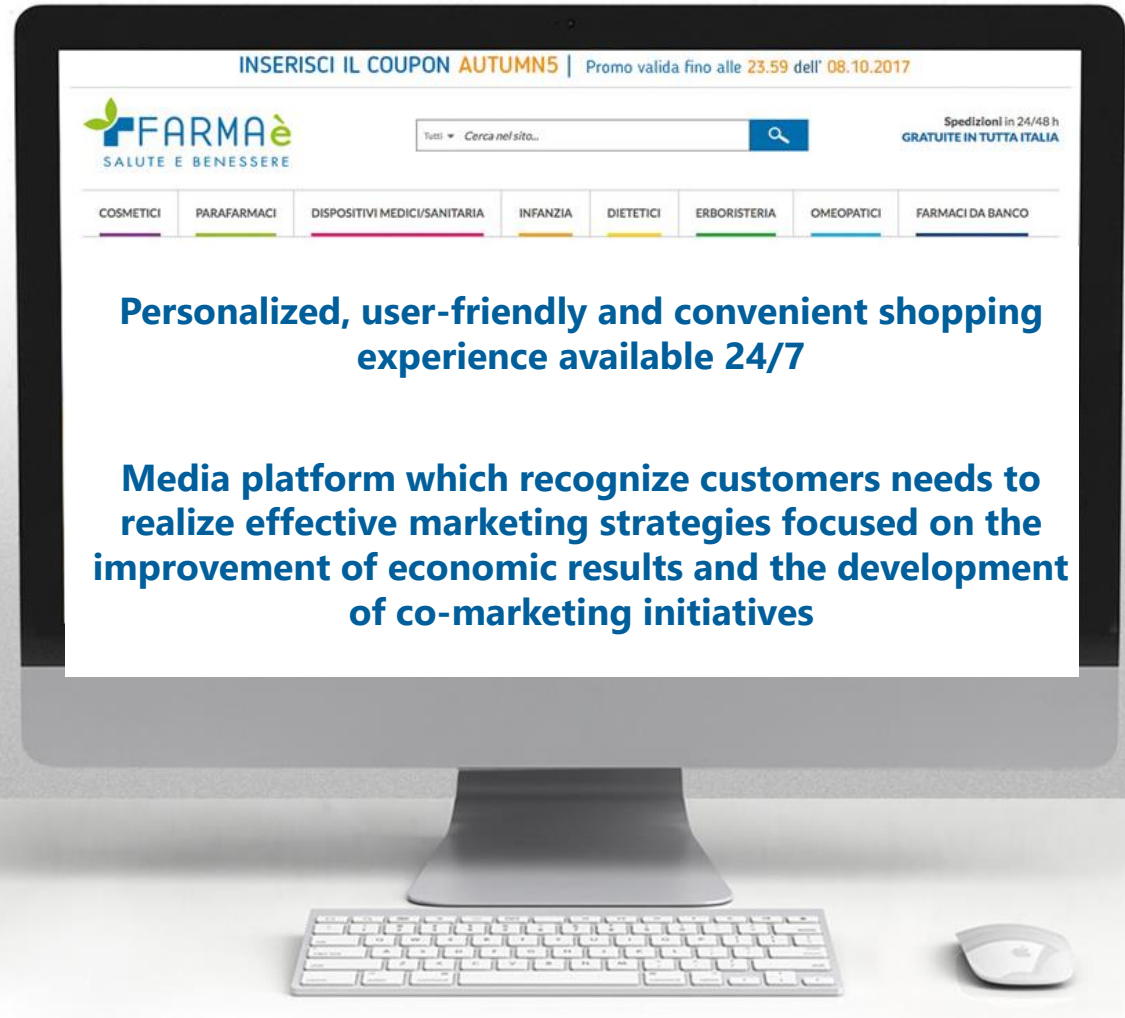 INSERISCI IL COUPON AUTUMN5 | Promo valida fino alle 23.59 dell' 08.10.2017
FARMAè
SALUTE E BENESSERE
Tutti Cerca nel sito...
Spedizioni in 24/48 h
GRATUITE IN TUTTA ITALIA
COSMETICI PARAFARMACI DISPOSITIVI MEDICI/SANITARIA INFANZIA DIETETICI ERBORISTERIA OMEOPATICI FARMACI DA BANCO
Personalized, user-friendly and convenient shopping
experience available 24/7
Media platform which recognize customers needs to
realize effective marketing strategies focused on the
improvement of economic results and the development
of co-marketing initiatives